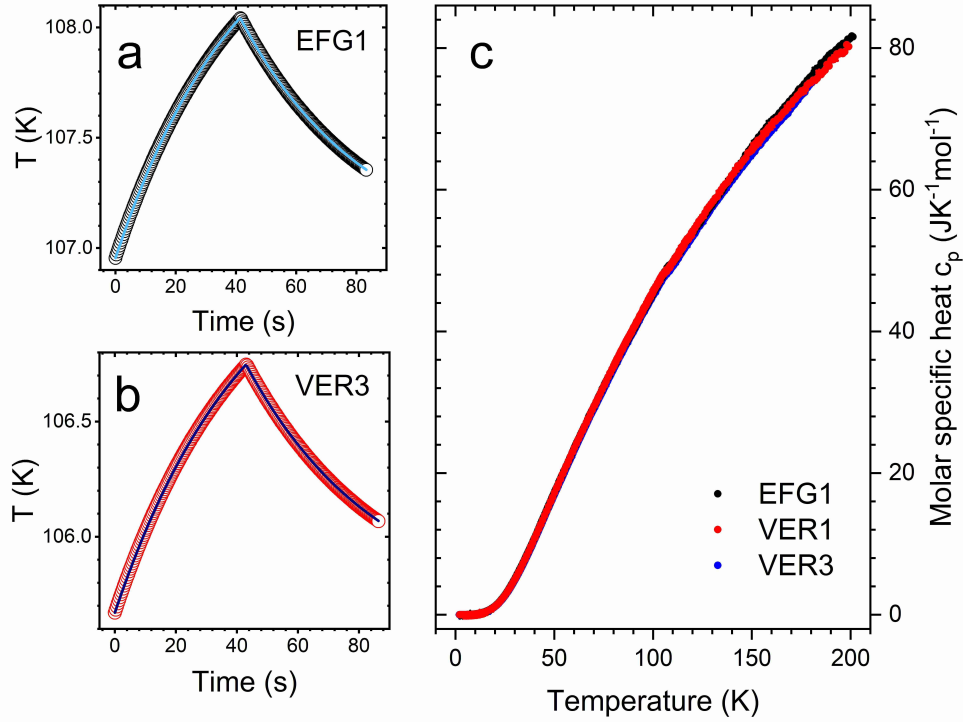 a
EFG1
T (K)
108.0
107.5
107.0
0 20 40 60 80
Time (s)
b
VER3
T (K)
106.5
106.0
0 20 40 60 80
Time (s)
c
Molar specific heat cₚ (JK⁻¹mol⁻¹)
80
60
40
20
0
EFG1
VER1
VER3
0 50 100 150 200
Temperature (K)